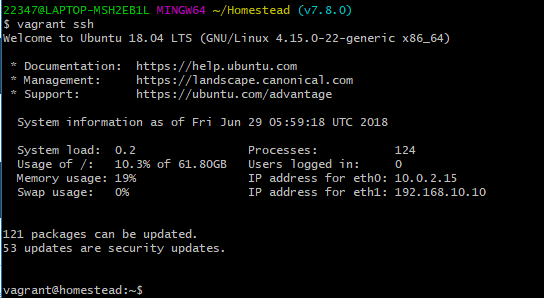 22347@LAPTOP-MSH2EB1L MINGW64 ~/Homestead (v7.8.0)
$ vagrant ssh
Welcome to Ubuntu 18.04 LTS (GNU/Linux 4.15.0-22-generic x86_64)
* Documentation:  https://help.ubuntu.com
* Management:     https://landscape.canonical.com
* Support:        https://ubuntu.com/advantage
System information as of Fri Jun 29 05:59:18 UTC 2018
System load:  0.2               Processes:           124
Usage of /:   10.3% of 61.80GB  Users logged in:     0
Memory usage: 19%               IP address for eth0: 10.0.2.15
Swap usage:   0%                IP address for eth1: 192.168.10.10
121 packages can be updated.
53 updates are security updates.
vagrant@homestead:~$